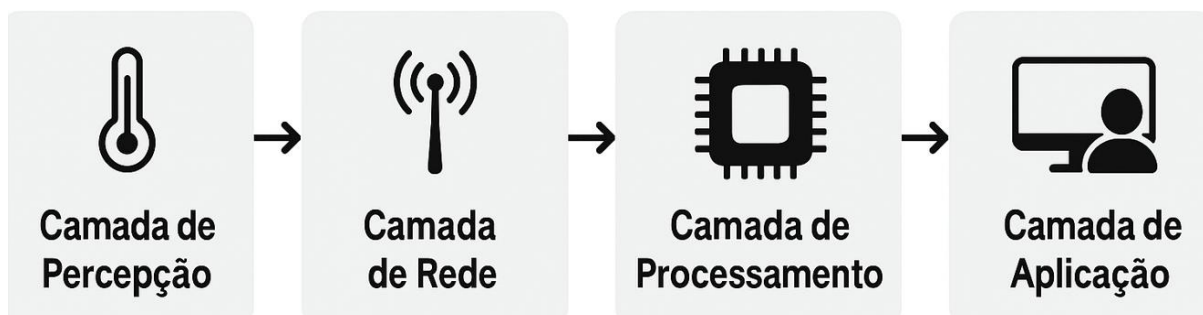 Camada de
Percepção
Camada
de Rede
Camada de
Processamento
Camada de
Aplicação